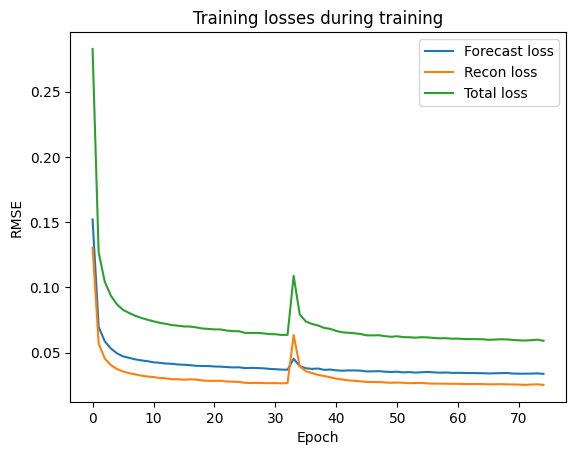 Training losses during training
Forecast loss
Recon loss
Total loss
RMSE
0.25
0.20
0.15
0.10
0.05
0 10 20 30 40 50 60 70
Epoch